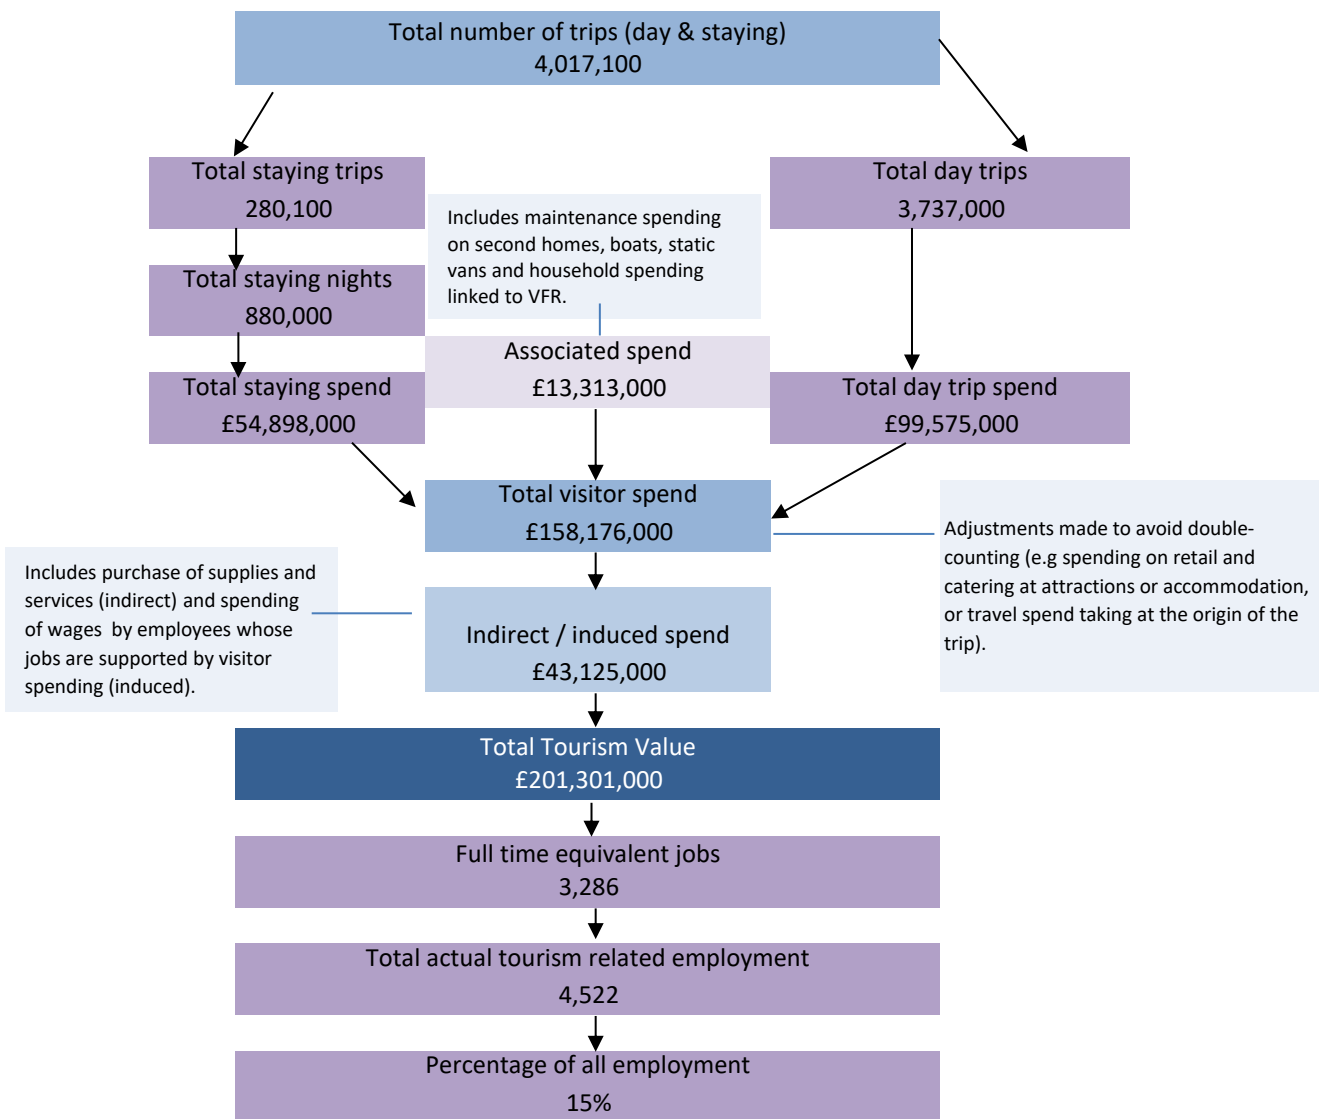 Total number of trips (day & staying)
4,017,100
Total staying trips
280,100
Total day trips
3,737,000
Includes maintenance spending
on second homes, boats, static
vans and household spending
linked to VFR.
Total staying nights
880,000
Associated spend
£13,313,000
Total staying spend
£54,898,000
Total day trip spend
£99,575,000
Total visitor spend
£158,176,000
Adjustments made to avoid double-
counting (e.g spending on retail and
catering at attractions or accommodation,
or travel spend taking at the origin of the
trip).
Includes purchase of supplies and
services (indirect) and spending
of wages by employees whose
jobs are supported by visitor
spending (induced).
Indirect / induced spend
£43,125,000
Total Tourism Value
£201,301,000
Full time equivalent jobs
3,286
Total actual tourism related employment
4,522
Percentage of all employment
15%